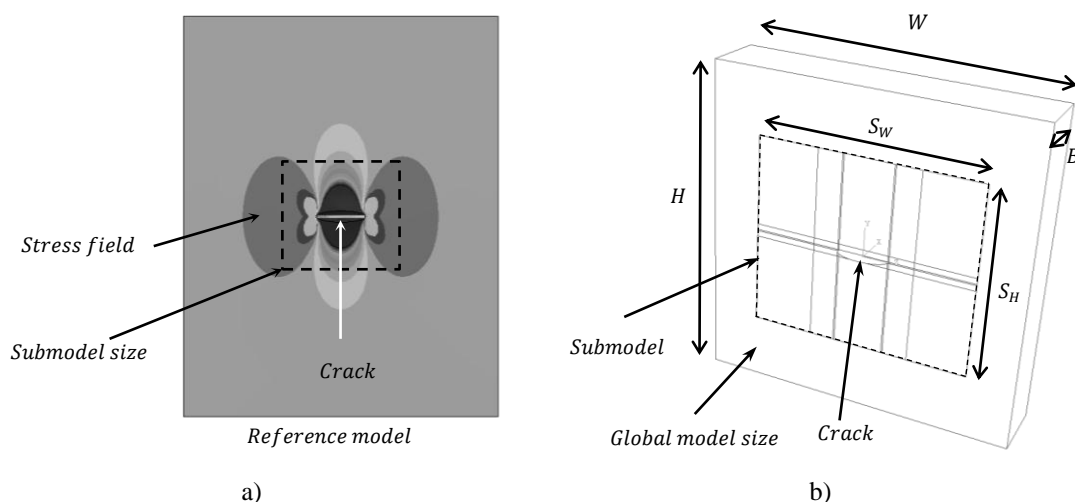 W
S_W
B
H
Stress field
S_H
Submodel size
Submodel
Crack
Reference model
Global model size
Crack
a)
b)